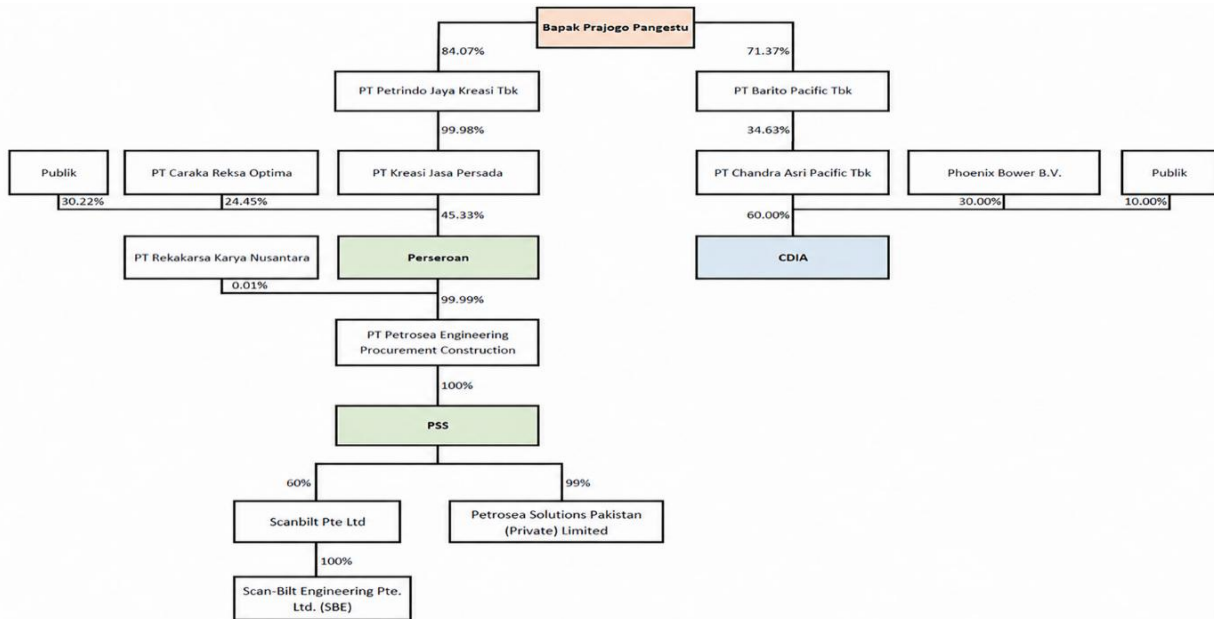 Bapak Prajogo Pangestu
84.07%
71.37%
PT Petrindo Jaya Kreasi Tbk
PT Barito Pacific Tbk
99.98%
34.63%
Publik
PT Caraka Reksa Optima
PT Kreasi Jasa Persada
PT Chandra Asri Pacific Tbk
Phoenix Bower B.V.
Publik
30.22%
24.45%
45.33%
60.00%
30.00%
10.00%
PT Rekakarsa Karya Nusantara
Perseroan
CDIA
0.01%
99.99%
PT Petrosea Engineering
Procurement Construction
100%
PSS
60%
99%
Scanbilt Pte Ltd
Petrosea Solutions Pakistan
(Private) Limited
100%
Scan-Bilt Engineering Pte.
Ltd. (SBE)